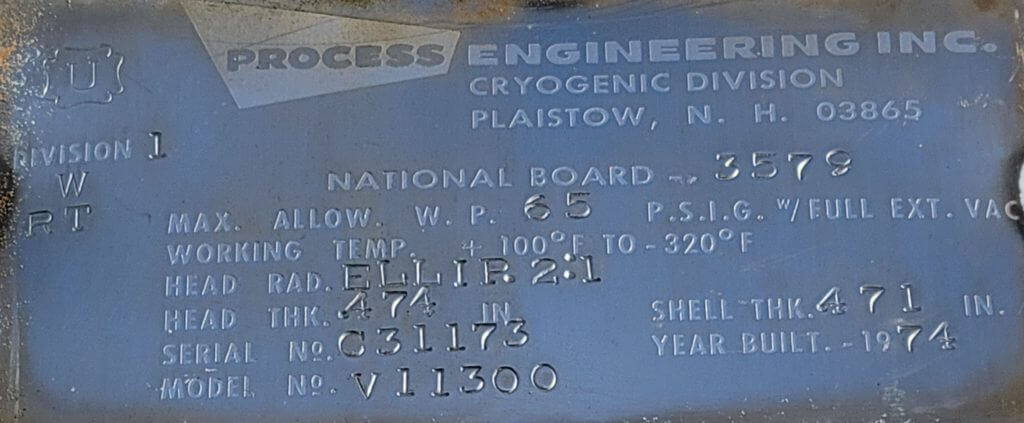 U
PROCESS ENGINEERING INC.
CRYOGENIC DIVISION
PLAISTOW, N. H. 03865
DIVISION 1
W
RT
NATIONAL BOARD -. 3579
MAX. ALLOW. W. P. 65 P.S.I.G. W/FULL EXT. VAC
WORKING TEMP. + 100°F TO -320°F
HEAD RAD. ELLIP. 2:1
HEAD THK. .474 IN. SHELL THK. .471 IN.
SERIAL NO. C31173 YEAR BUILT. - 1974
MODEL NO. V11300